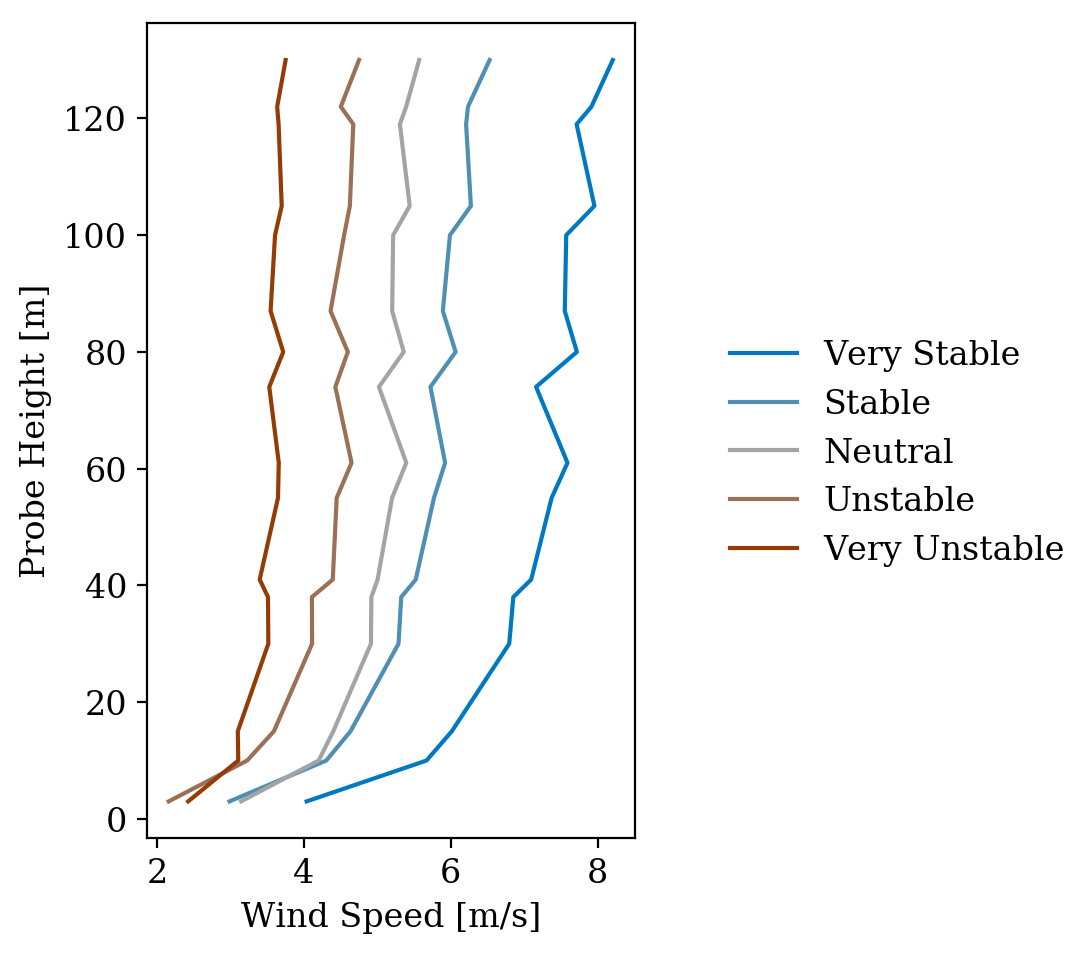 120
100
80
60
40
20
0
Probe Height [m]
2 4 6 8
Wind Speed [m/s]
Very Stable
Stable
Neutral
Unstable
Very Unstable